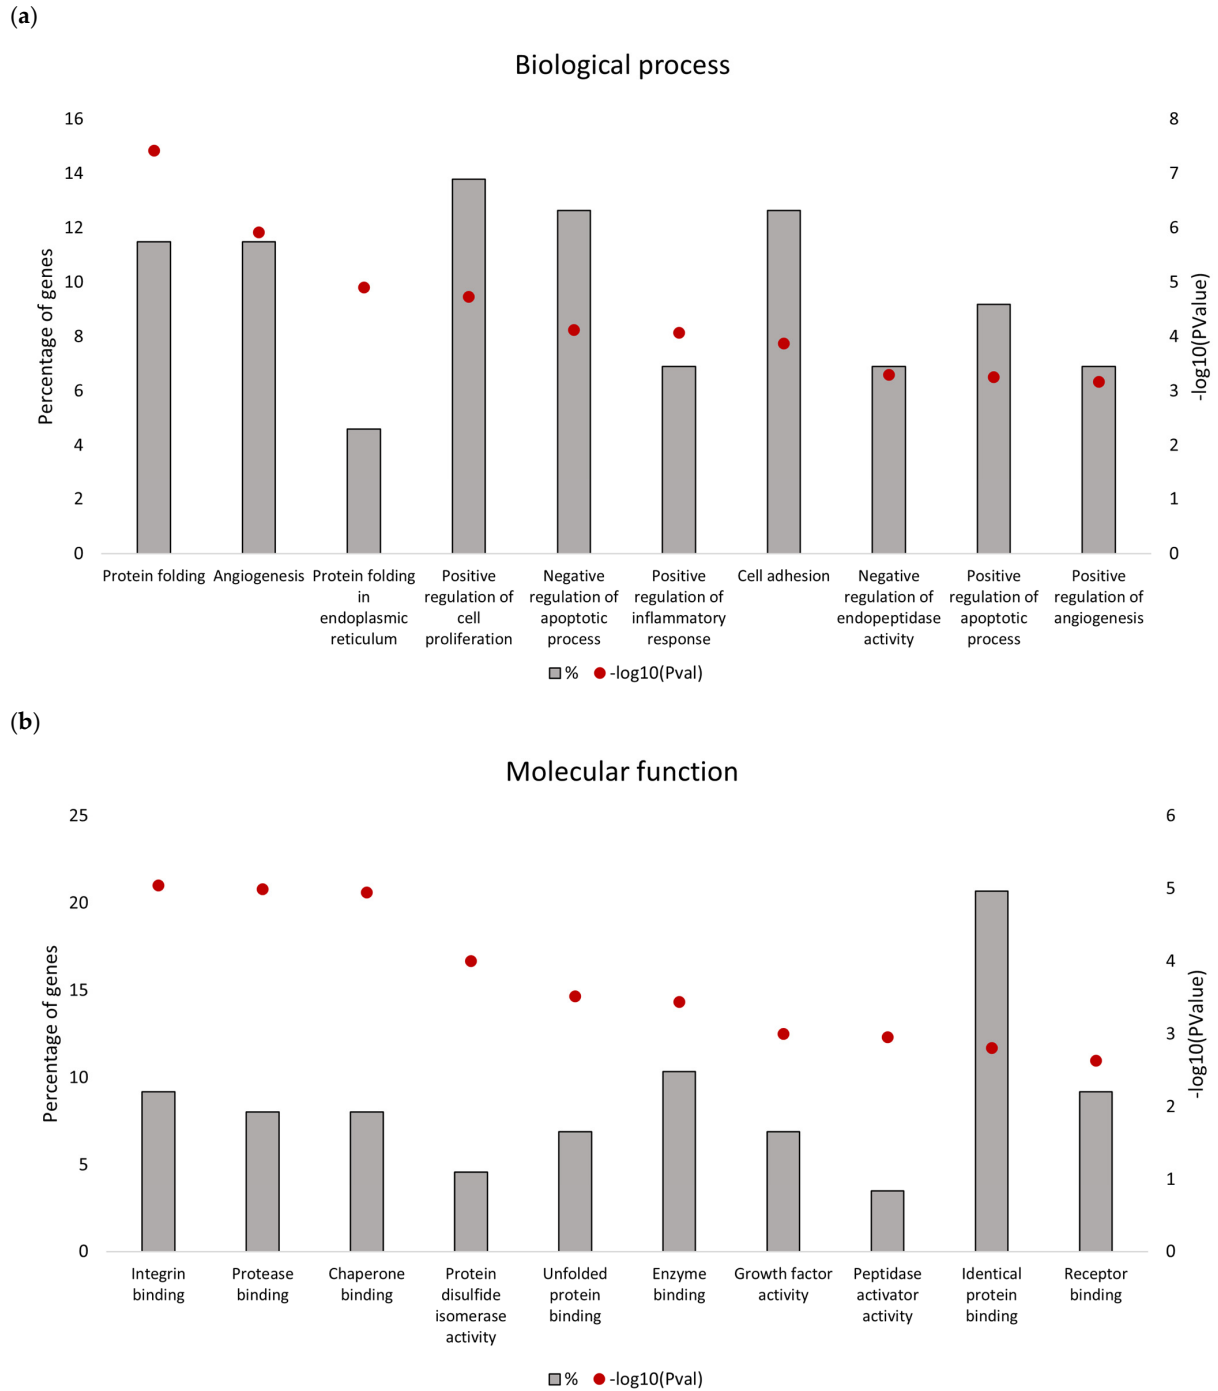 (a)
Biological process
Percentage of genes
16
14
12
10
8
6
4
2
0
8
7
6
5
4
3
2
1
0
-log10(PValue)
Protein folding
Angiogenesis
Protein folding
in
endoplasmic
reticulum
Positive
regulation of
cell
proliferation
Negative
regulation of
apoptotic
process
Positive
regulation of
inflammatory
response
Cell adhesion
Negative
regulation of
endopeptidase
activity
Positive
regulation of
apoptotic
process
Positive
regulation of
angiogenesis
% -log10(Pval)
(b)
Molecular function
Percentage of genes
25
20
15
10
5
0
6
5
4
3
2
1
0
-log10(PValue)
Integrin
binding
Protease
binding
Chaperone
binding
Protein
disulfide
isomerase
activity
Unfolded
protein
binding
Enzyme
binding
Growth factor
activity
Peptidase
activator
activity
Identical
protein
binding
Receptor
binding
% -log10(Pval)